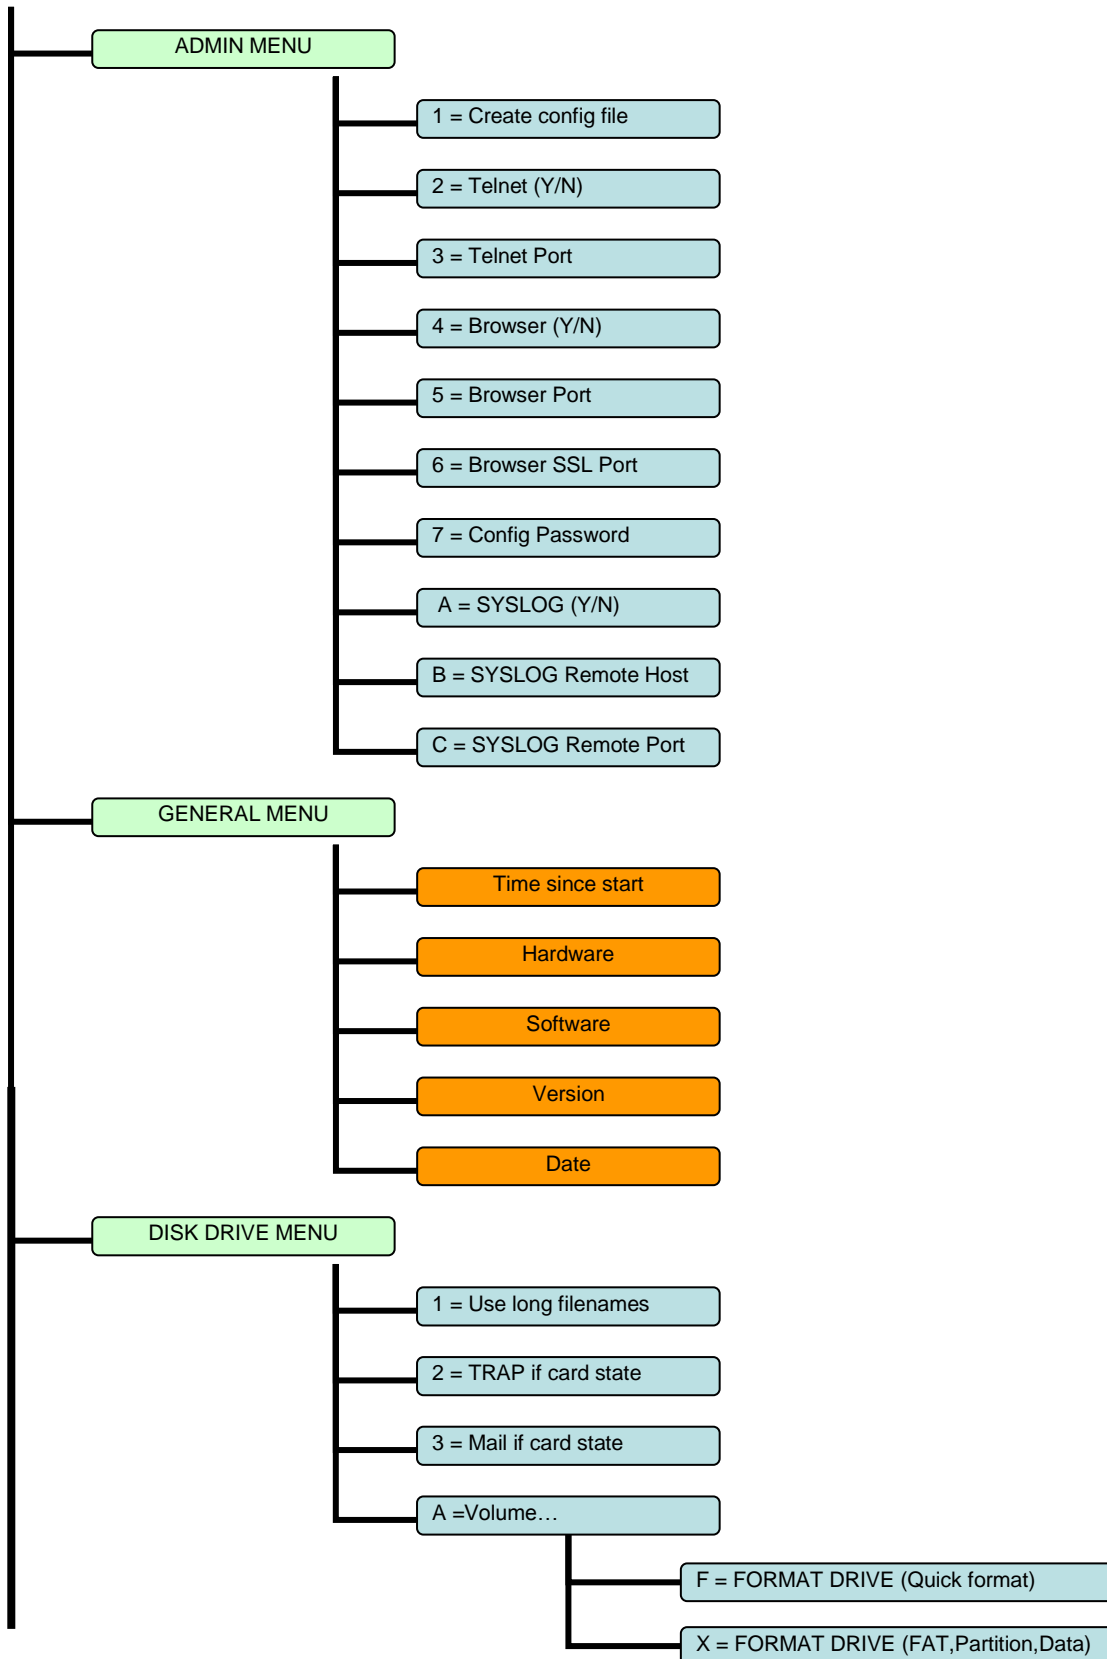 ADMIN MENU
1 = Create config file
2 = Telnet (Y/N)
3 = Telnet Port
4 = Browser (Y/N)
5 = Browser Port
6 = Browser SSL Port
7 = Config Password
A = SYSLOG (Y/N)
B = SYSLOG Remote Host
C = SYSLOG Remote Port
GENERAL MENU
Time since start
Hardware
Software
Version
Date
DISK DRIVE MENU
1 = Use long filenames
2 = TRAP if card state
3 = Mail if card state
A =Volume…
F = FORMAT DRIVE (Quick format)
X = FORMAT DRIVE (FAT,Partition,Data)